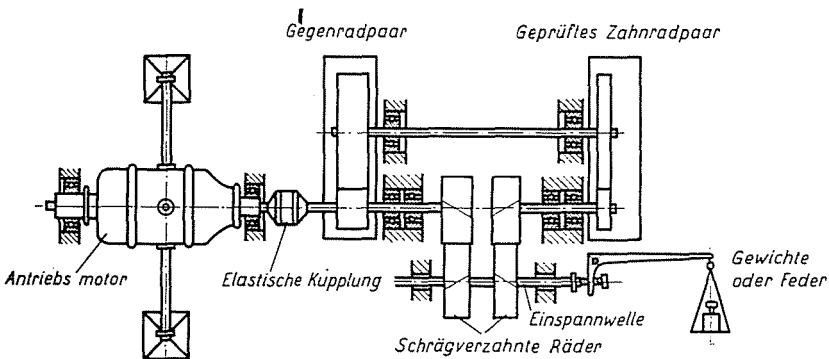 Gegenradpaar
Geprüftes Zahnradpaar
Antriebs motor
Elastische Kupplung
Gewichte
oder Feder
Einspannwelle
Schrägverzahnte Räder